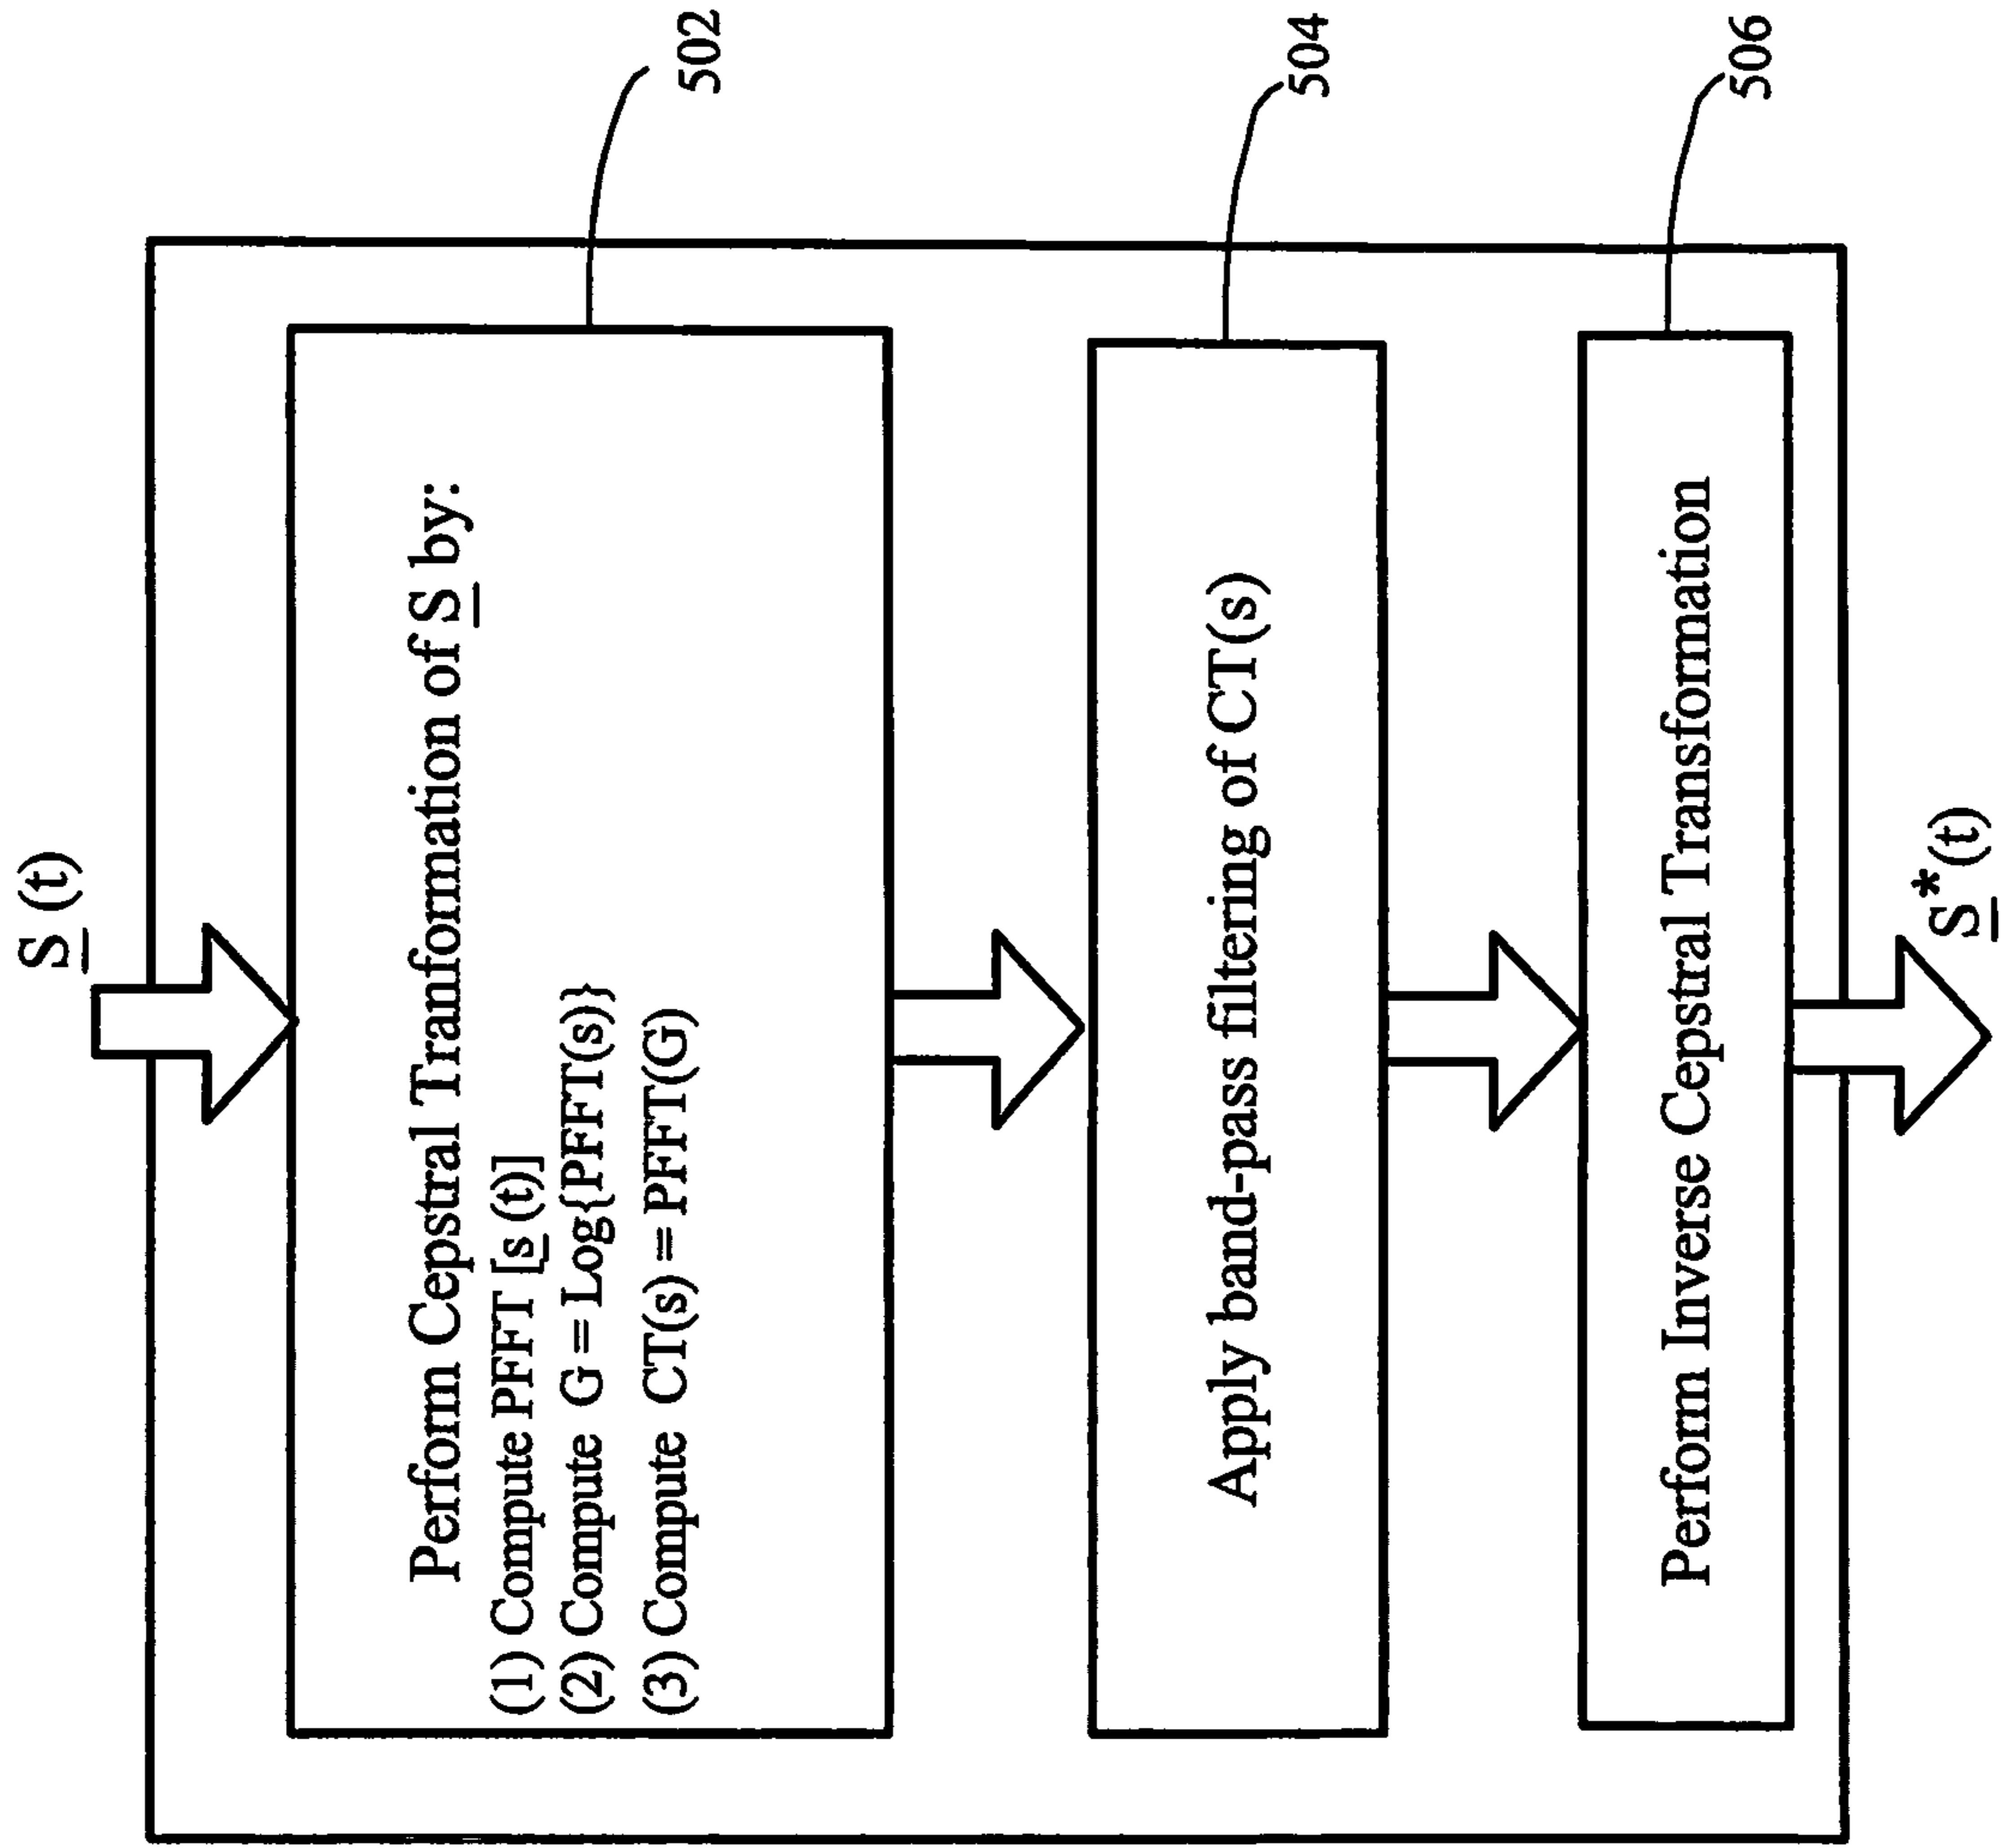 S (t)
Perform Cepstral Tranformation of S by:
(1) Compute PFFT [s (t)]
(2) Compute G = Log{PFFT(s)}
(3) Compute CT(s) = PFFT(G)
502
Apply band-pass filtering of CT(s)
504
Perform Inverse Cepstral Transformation
506
S*(t)